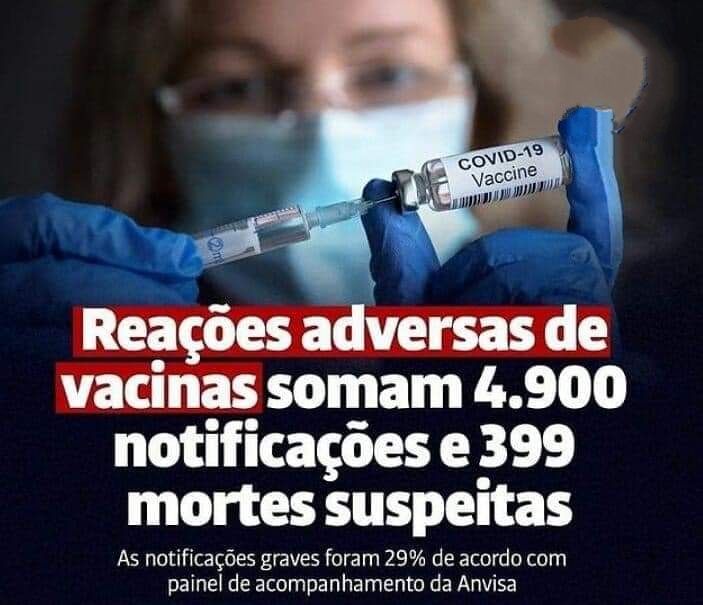 COVID-19
Vaccine
Reações adversas de
vacinas somam 4.900
notificações e 399
mortes suspeitas
As notificações graves foram 29% de acordo com
painel de acompanhamento da Anvisa